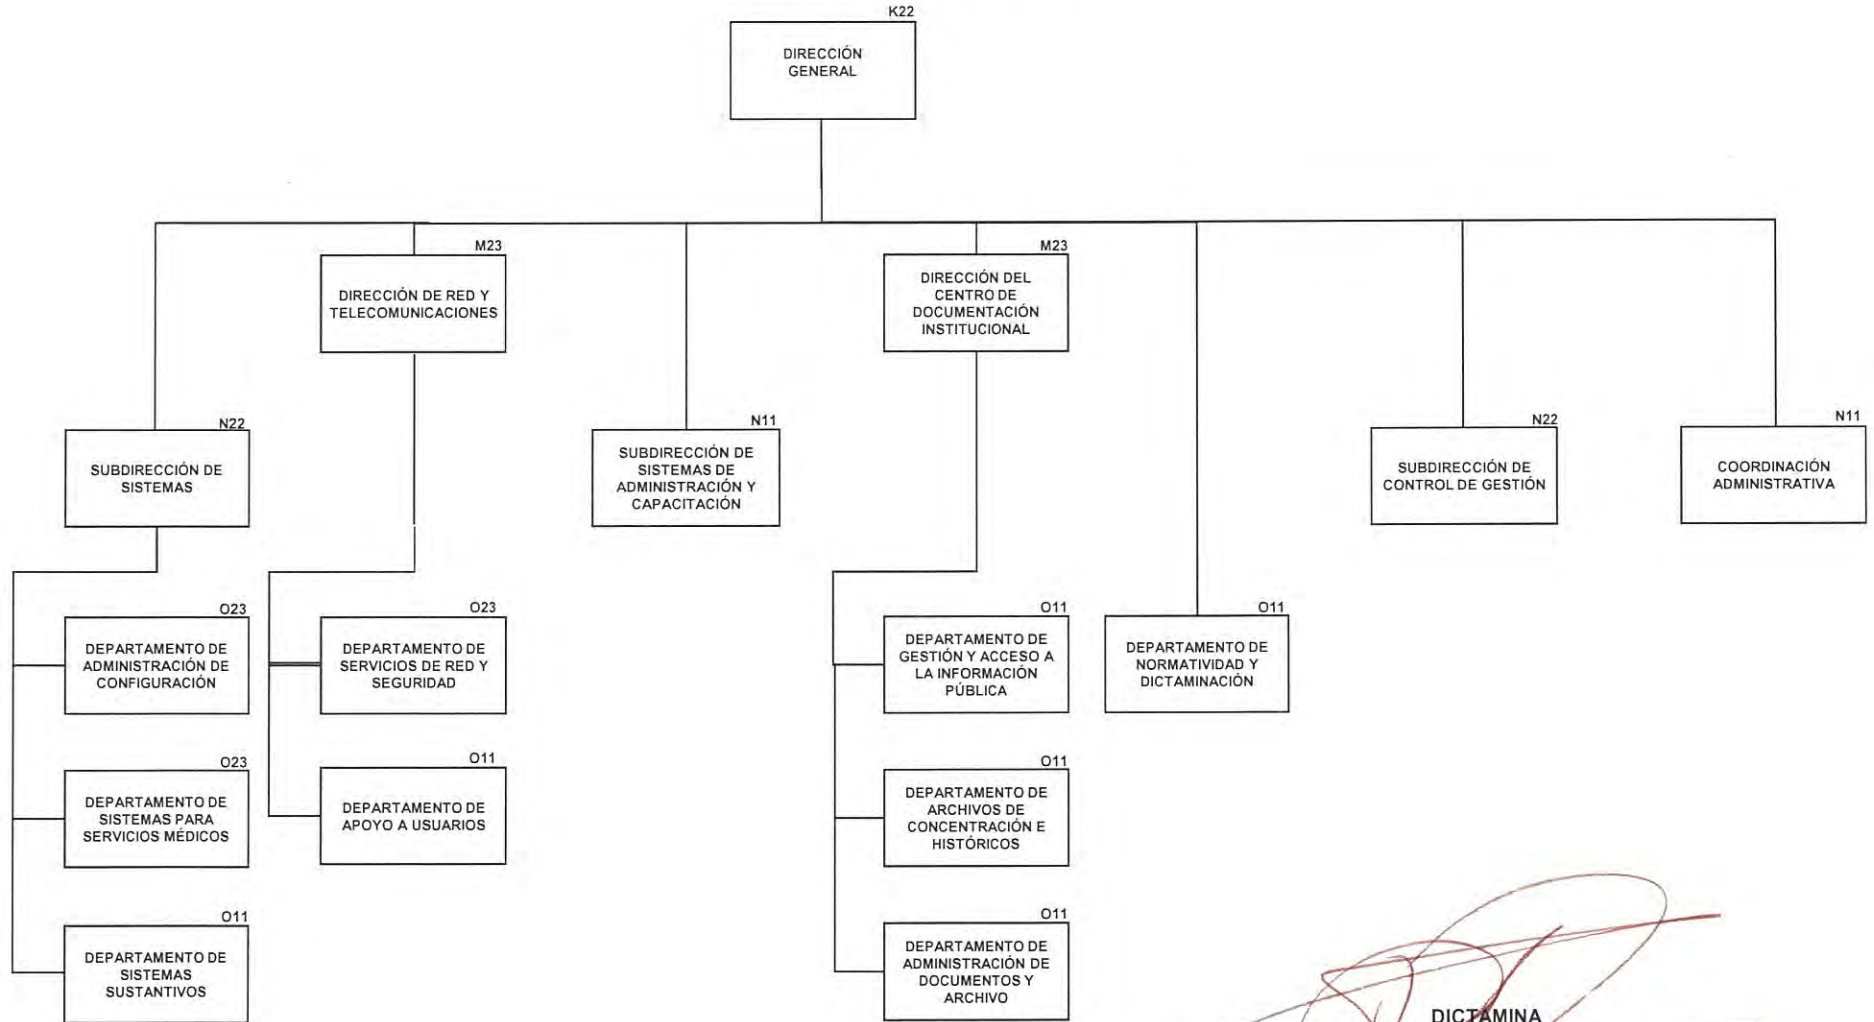 K22
DIRECCIÓN
GENERAL
M23
DIRECCIÓN DE RED Y
TELECOMUNICACIONES
M23
DIRECCIÓN DEL
CENTRO DE
DOCUMENTACIÓN
INSTITUCIONAL
N22
SUBDIRECCIÓN DE
SISTEMAS
N11
SUBDIRECCIÓN DE
SISTEMAS DE
ADMINISTRACIÓN Y
CAPACITACIÓN
N22
SUBDIRECCIÓN DE
CONTROL DE GESTIÓN
N11
COORDINACIÓN
ADMINISTRATIVA
O23
DEPARTAMENTO DE
ADMINISTRACIÓN DE
CONFIGURACIÓN
O23
DEPARTAMENTO DE
SERVICIOS DE RED Y
SEGURIDAD
O11
DEPARTAMENTO DE
GESTIÓN Y ACCESO A
LA INFORMACIÓN
PÚBLICA
O11
DEPARTAMENTO DE
NORMATIVIDAD Y
DICTAMINACIÓN
O23
DEPARTAMENTO DE
SISTEMAS PARA
SERVICIOS MÉDICOS
O11
DEPARTAMENTO DE
APOYO A USUARIOS
O11
DEPARTAMENTO DE
ARCHIVOS DE
CONCENTRACIÓN E
HISTÓRICOS
O11
DEPARTAMENTO DE
SISTEMAS
SUSTANTIVOS
O11
DEPARTAMENTO DE
ADMINISTRACIÓN DE
DOCUMENTOS Y
ARCHIVO
DICTAMINA